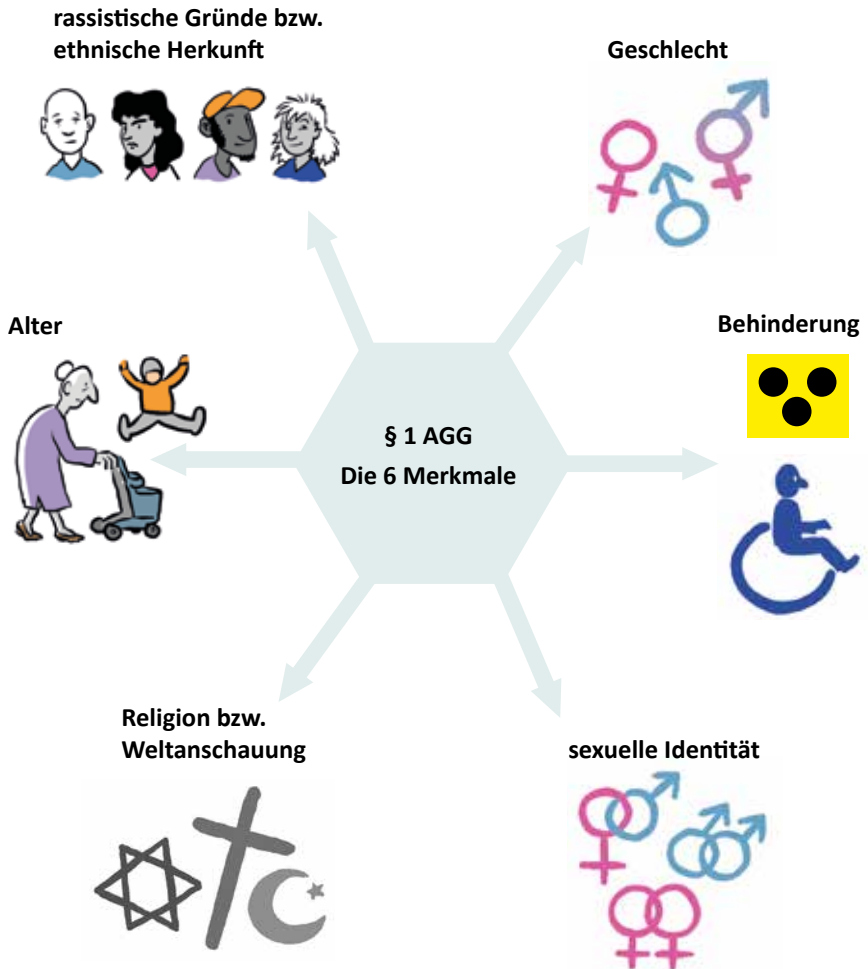 rassistische Gründe bzw.
ethnische Herkunft
Geschlecht
Alter
Behinderung
§ 1 AGG
Die 6 Merkmale
Religion bzw.
Weltanschauung
sexuelle Identität